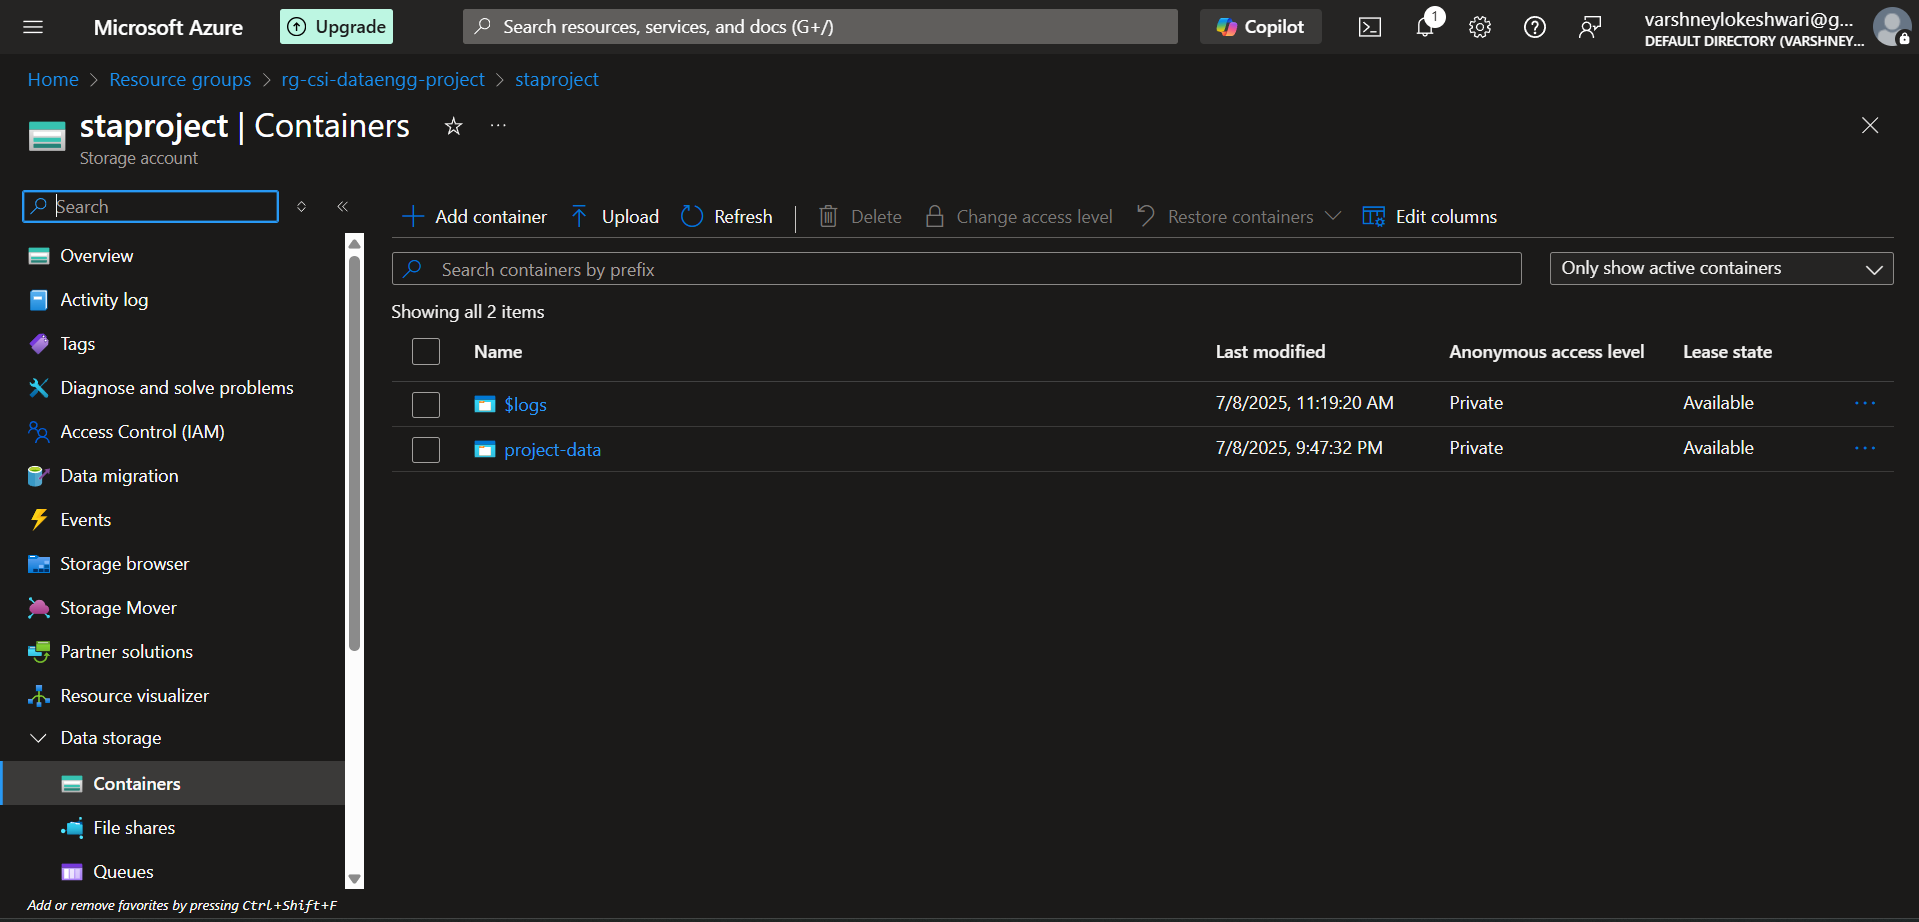 Microsoft Azure
Upgrade
Search resources, services, and docs (G+/)
Copilot
1
varshneylokeshwari@g...
DEFAULT DIRECTORY (VARSHNEY,...
Home > Resource groups > rg-csi-dataengg-project > staproject
staproject | Containers
Storage account
Search
Overview
Activity log
Tags
Diagnose and solve problems
Access Control (IAM)
Data migration
Events
Storage browser
Storage Mover
Partner solutions
Resource visualizer
Data storage
Containers
File shares
Queues
Add or remove favorites by pressing Ctrl+Shift+F
Add container Upload Refresh Delete Change access level Restore containers Edit columns
Search containers by prefix
Only show active containers
Showing all 2 items
Name Last modified Anonymous access level Lease state
$logs 7/8/2025, 11:19:20 AM Private Available
project-data 7/8/2025, 9:47:32 PM Private Available